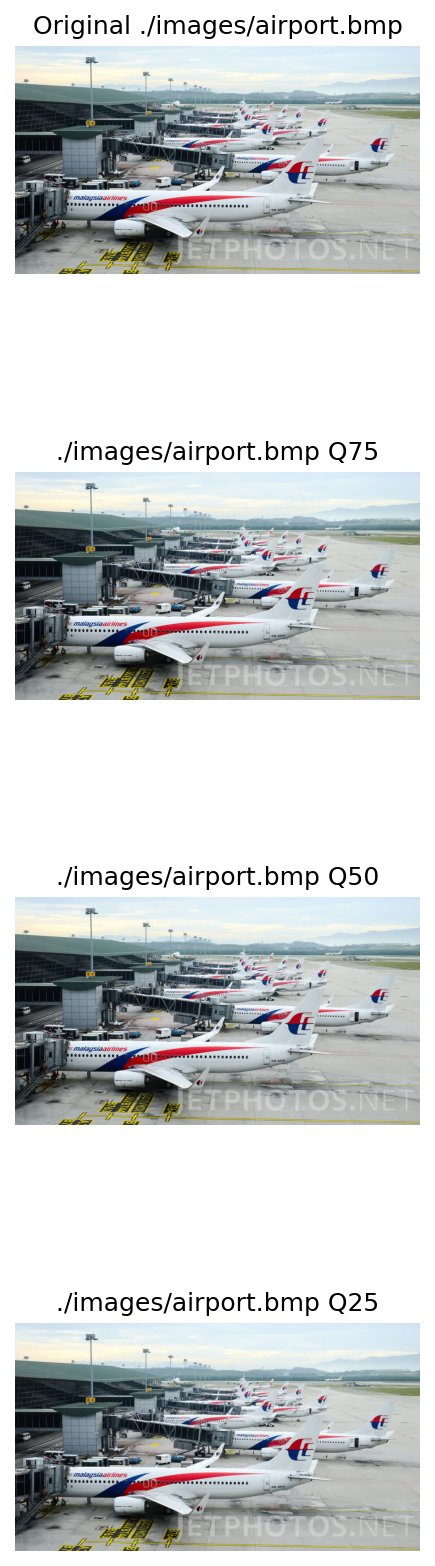 Original ./images/airport.bmp
malaysia airlines
JETPHOTOS.NET
./images/airport.bmp Q75
malaysia airlines
JETPHOTOS.NET
./images/airport.bmp Q50
malaysia airlines
JETPHOTOS.NET
./images/airport.bmp Q25
malaysia airlines
JETPHOTOS.NET